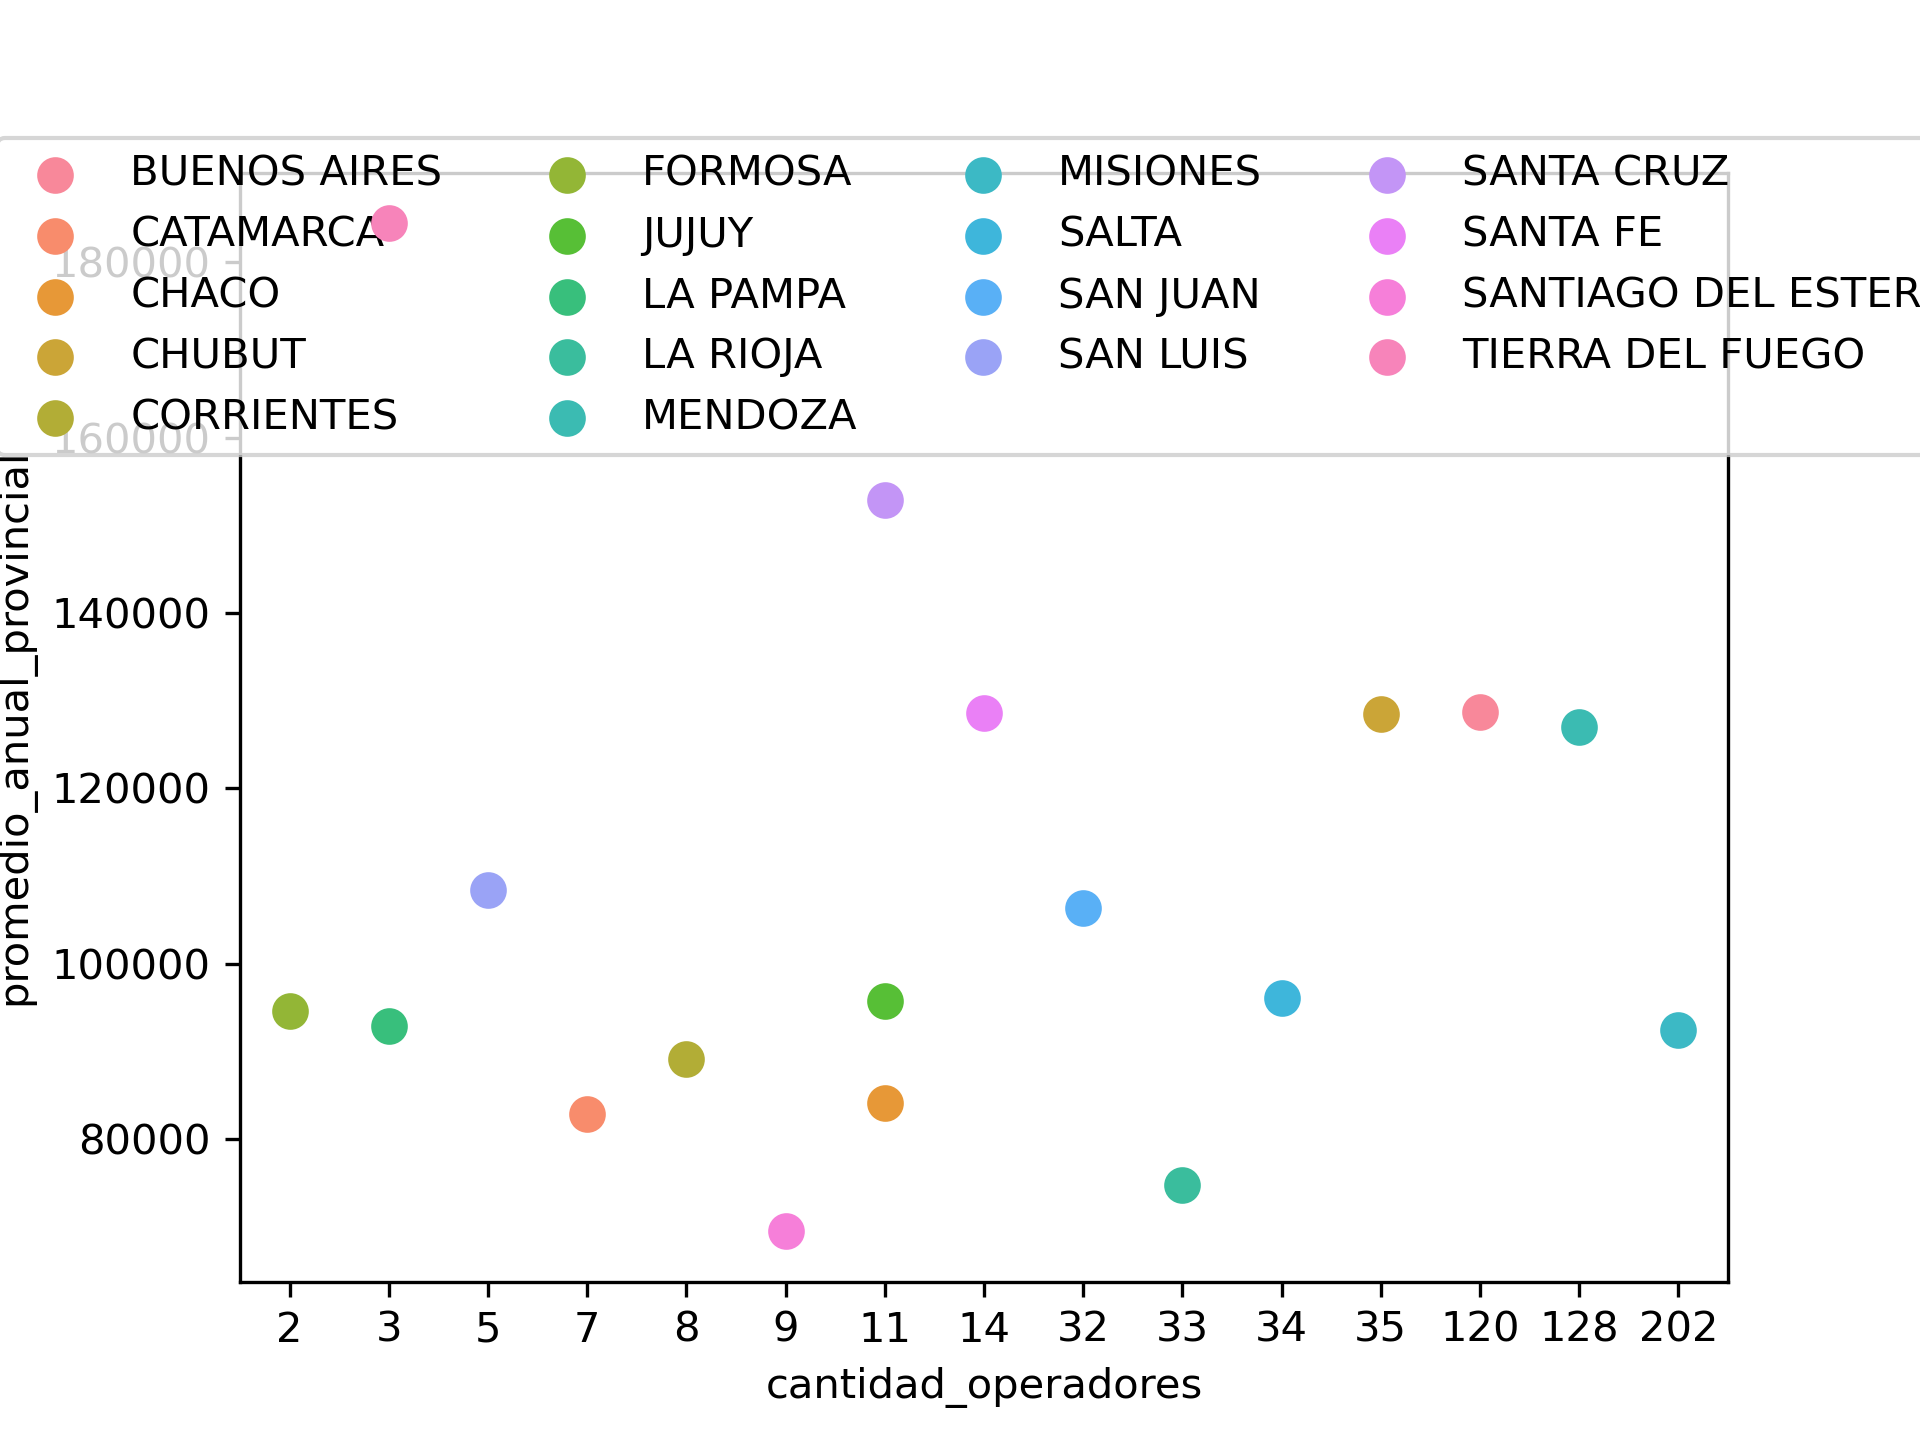 BUENOS AIRES
CATAMARCA
CHACO
CHUBUT
CORRIENTES
FORMOSA
JUJUY
LA PAMPA
LA RIOJA
MENDOZA
MISIONES
SALTA
SAN JUAN
SAN LUIS
SANTA CRUZ
SANTA FE
SANTIAGO DEL ESTER
TIERRA DEL FUEGO
promedio_anual_provincial
180000
160000
140000
120000
100000
80000
2 3 5 7 8 9 11 14 32 33 34 35 120 128 202
cantidad_operadores